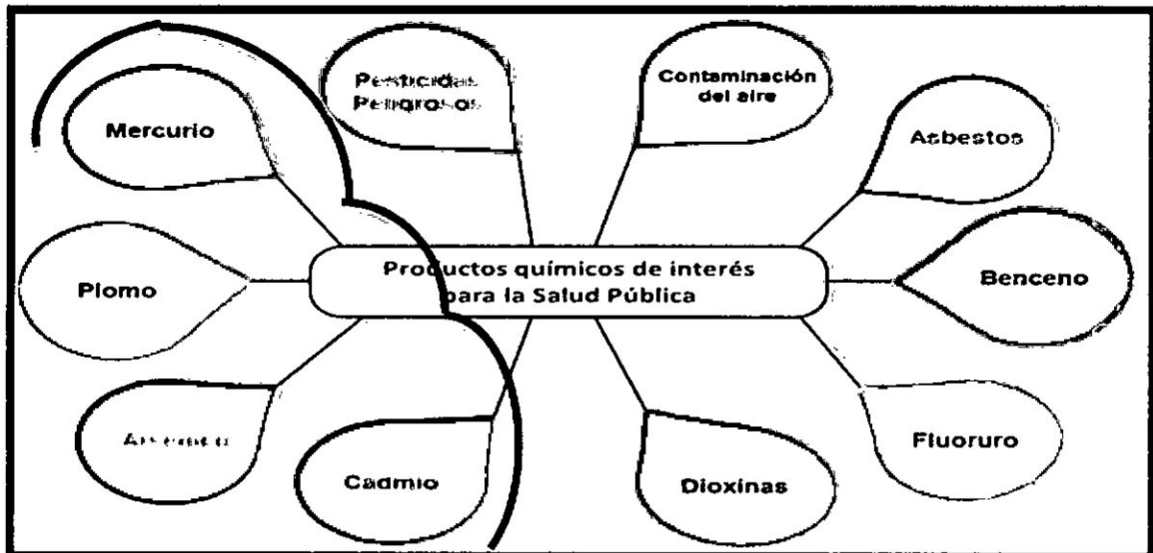 Pesticidas
Peligrosos
Contaminación
del aire
Mercurio
Asbestos
Productos químicos de interés
para la Salud Pública
Plomo
Benceno
Cadmio
Dioxinas
Fluoruro